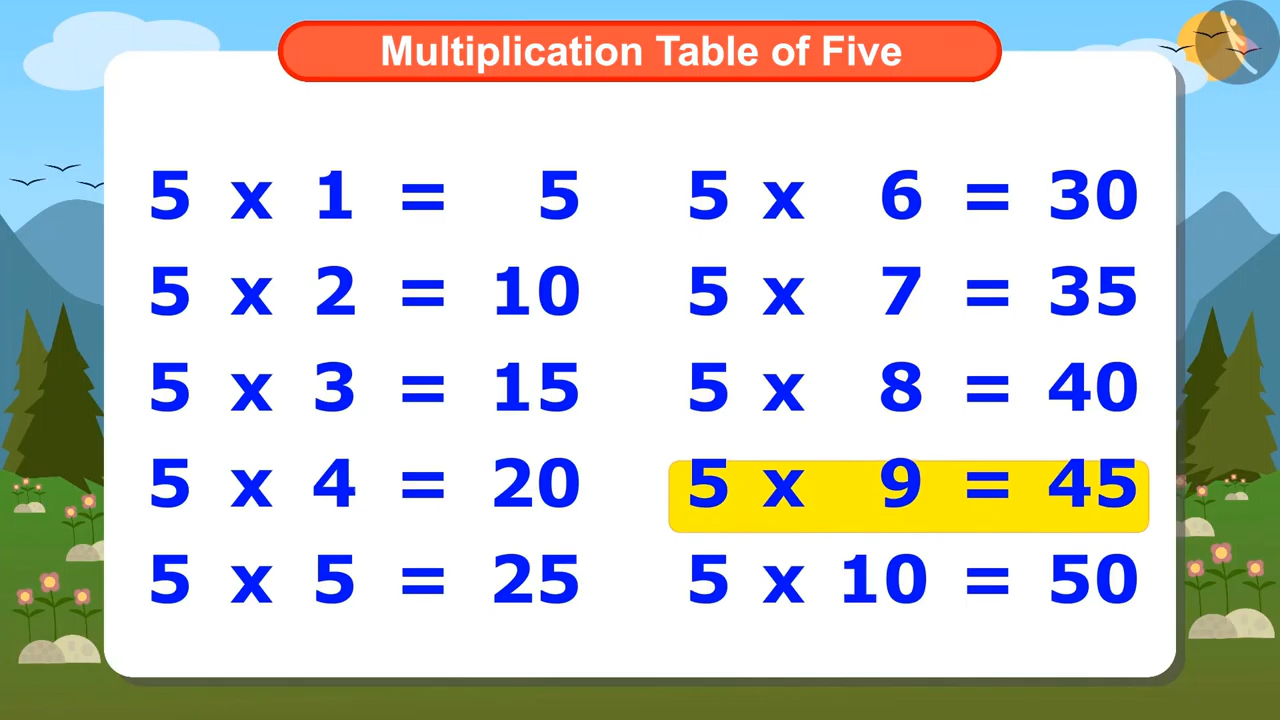 Multiplication Table of Five
5 x 1 = 5
5 x 2 = 10
5 x 3 = 15
5 x 4 = 20
5 x 5 = 25
5 x 6 = 30
5 x 7 = 35
5 x 8 = 40
5 x 9 = 45
5 x 10 = 50